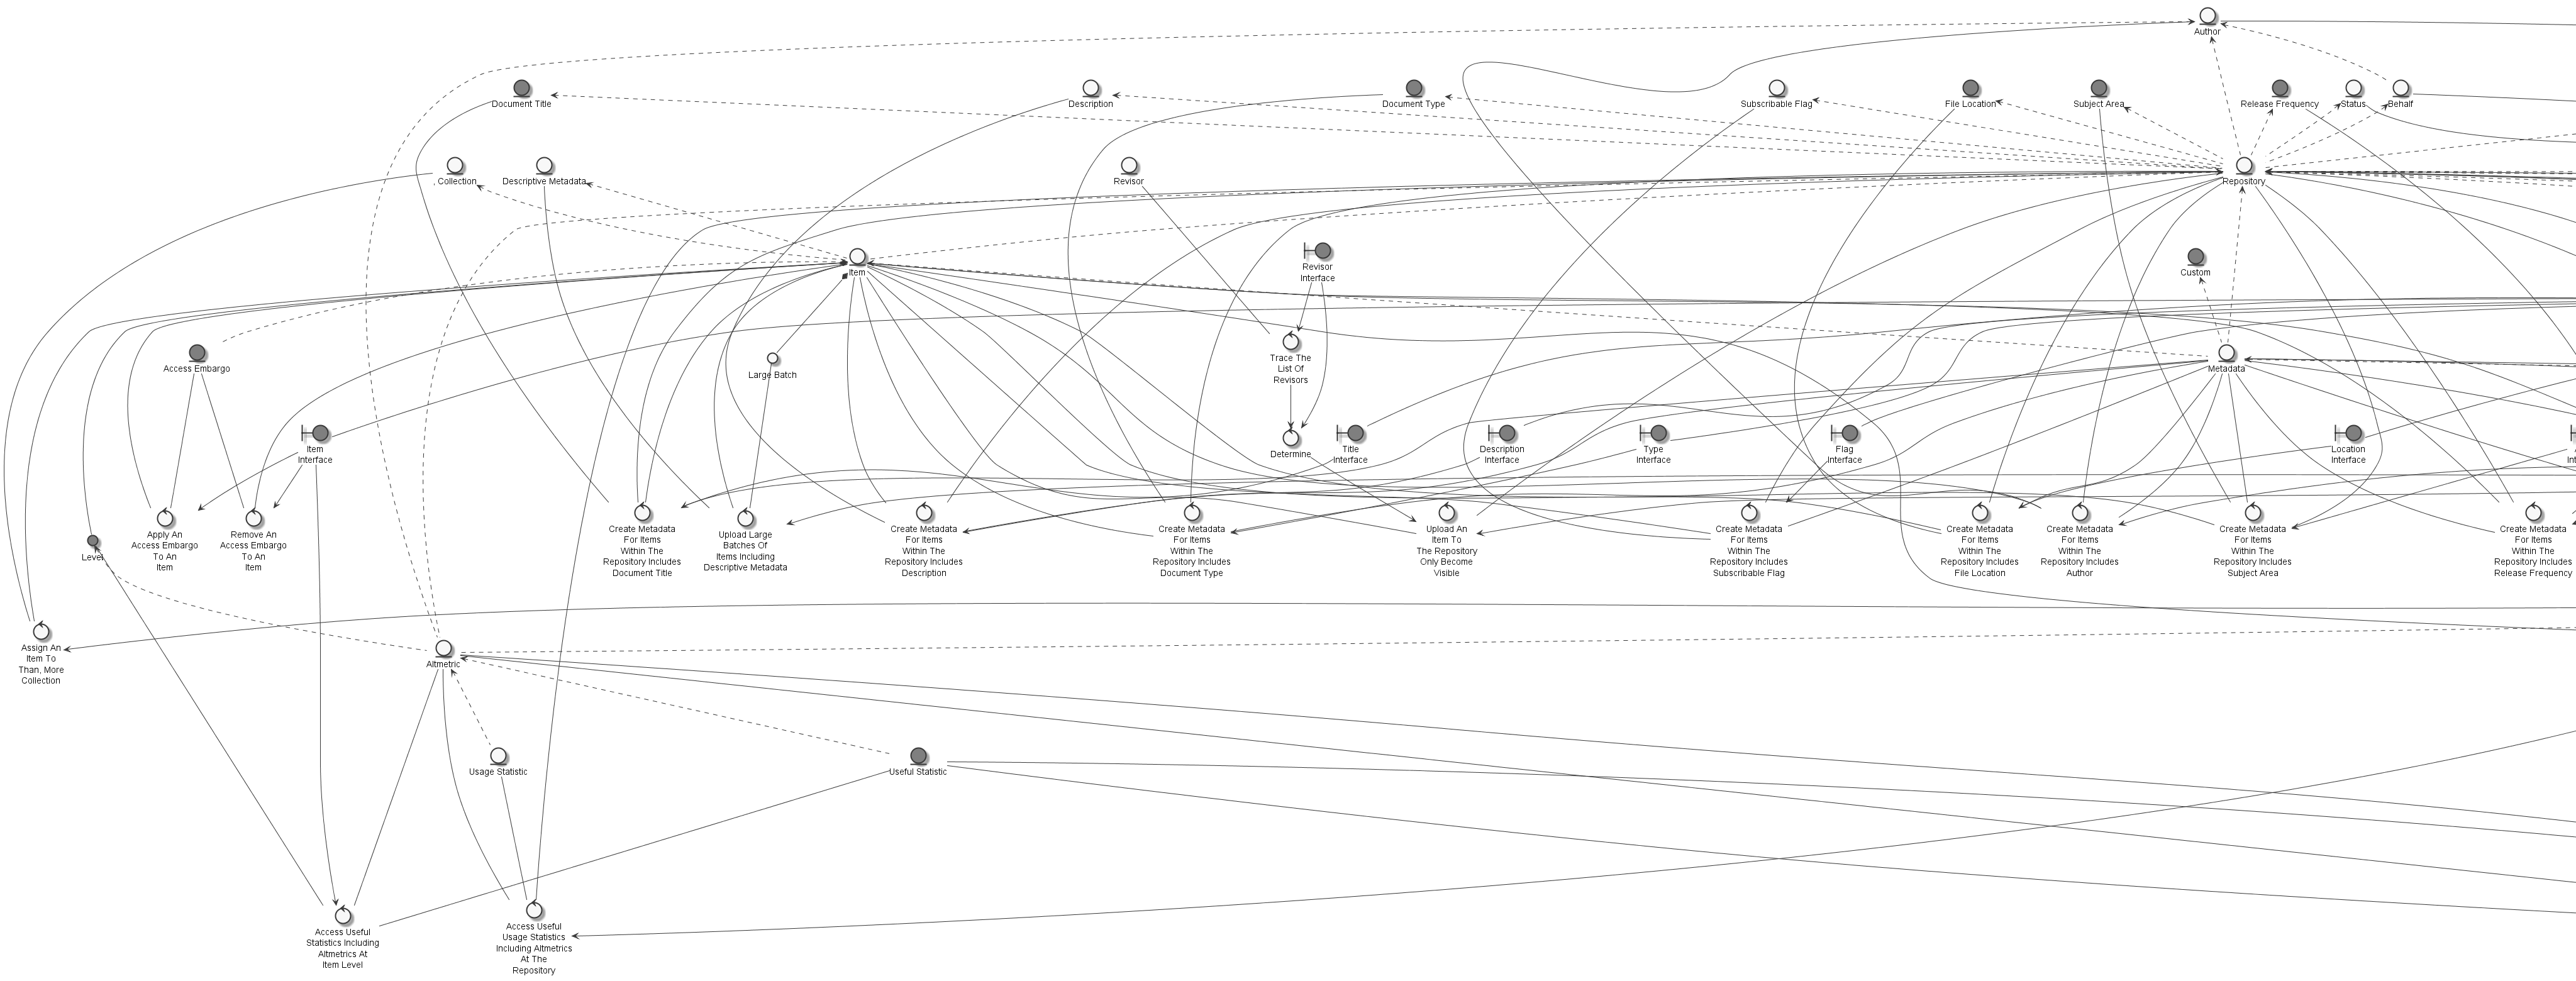 Author
Document Title
Description
Document Type
Subscribable Flag
File Location
Subject Area
Release Frequency
Status
Behalf
Collection
Descriptive Metadata
Revisor
Repository
Item
Revisor
Interface
Custom
Access Embargo
Large Batch
Trace The
List Of
Revisors
Metadata
Item
Interface
Determine
Title
Interface
Description
Interface
Type
Interface
Flag
Interface
Location
Interface
Level
Apply An
Access Embargo
To An
Item
Remove An
Access Embargo
To An
Item
Create Metadata
For Items
Within The
Repository Includes
Document Title
Upload Large
Batches Of
Items Including
Descriptive Metadata
Create Metadata
For Items
Within The
Repository Includes
Description
Create Metadata
For Items
Within The
Repository Includes
Document Type
Upload An
Item To
The Repository
Only Become
Visible
Create Metadata
For Items
Within The
Repository Includes
Subscribable Flag
Create Metadata
For Items
Within The
Repository Includes
File Location
Create Metadata
For Items
Within The
Repository Includes
Author
Create Metadata
For Items
Within The
Repository Includes
Subject Area
Create Metadata
For Items
Within The
Repository Includes
Release Frequency
Assign An
Item To
Than, More
Collection
Altmetric
Usage Statistic
Useful Statistic
Access Useful
Statistics Including
Altmetrics At
Item Level
Access Useful
Usage Statistics
Including Altmetrics
At The
Repository